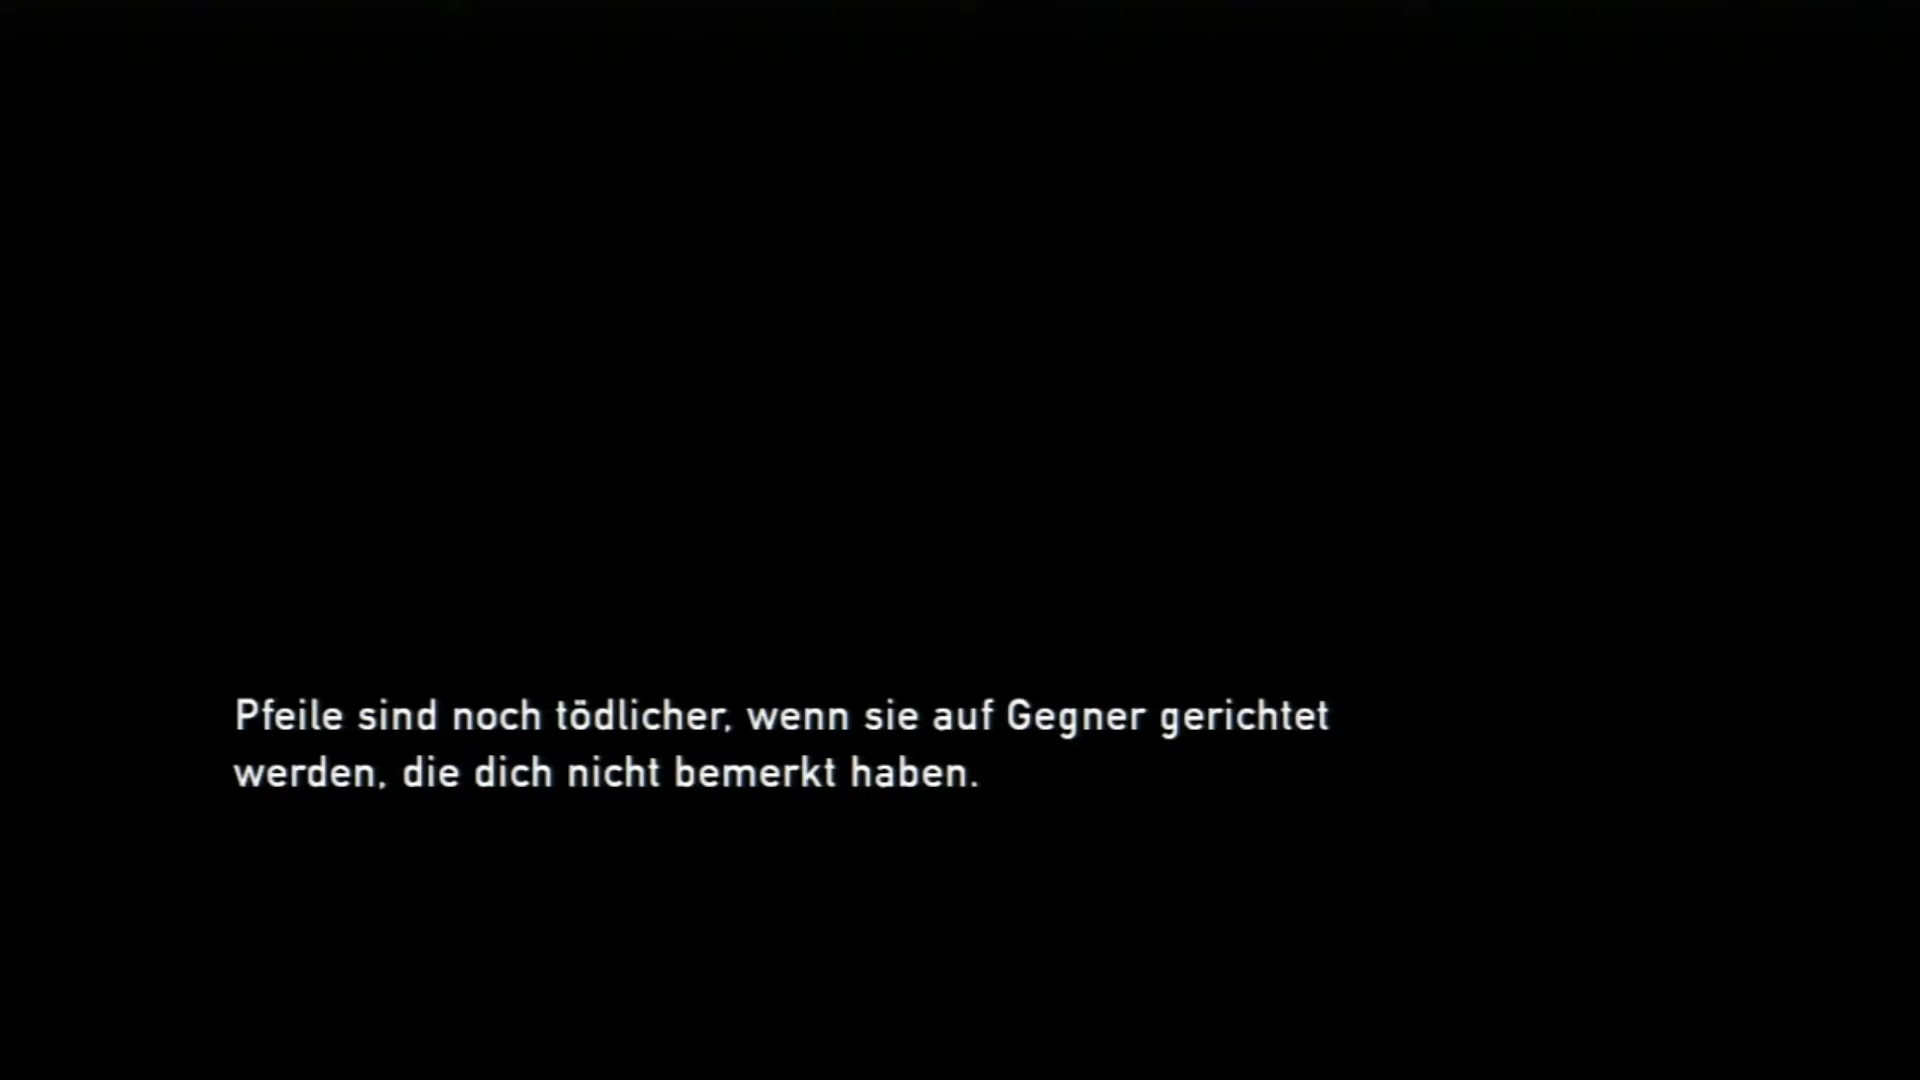 Pfeile sind noch tödlicher, wenn sie auf Gegner gerichtet
werden, die dich nicht bemerkt haben.